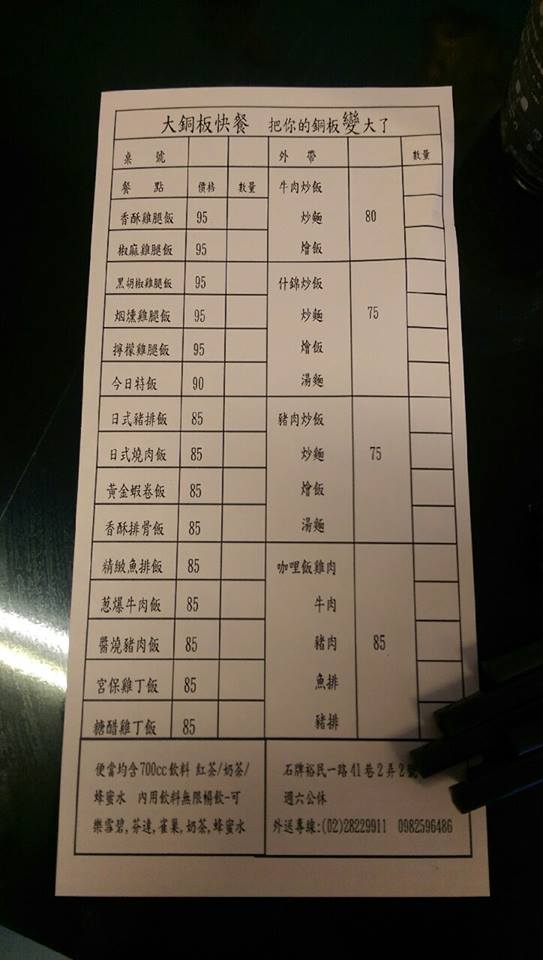 大銅板快餐 把你的銅板變大了
桌號
餐點 價格 數量
香酥雞腿飯 95
椒麻雞腿飯 95
黑胡椒雞腿飯 95
烟燻雞腿飯 95
檸檬雞腿飯 95
今日特飯 90
日式豬排飯 85
日式燒肉飯 85
黃金蝦卷飯 85
香酥排骨飯 85
精緻魚排飯 85
蔥爆牛肉飯 85
醬燒豬肉飯 85
宮保雞丁飯 85
糖醋雞丁飯 85
外帶 數量
牛肉炒飯
炒麵 80
燴飯
什錦炒飯
炒麵 75
燴飯
湯麵
豬肉炒飯
炒麵 75
燴飯
湯麵
咖哩飯雞肉
牛肉
豬肉 85
魚排
豬排
便當均含700cc飲料 紅茶/奶茶/
蜂蜜水 內用飲料無限暢飲-可
樂雪碧,芬達,雀巢,奶茶,蜂蜜水
石牌裕民一路41巷2弄2號
週六公休
外送專線:(02)28229911 0982596486